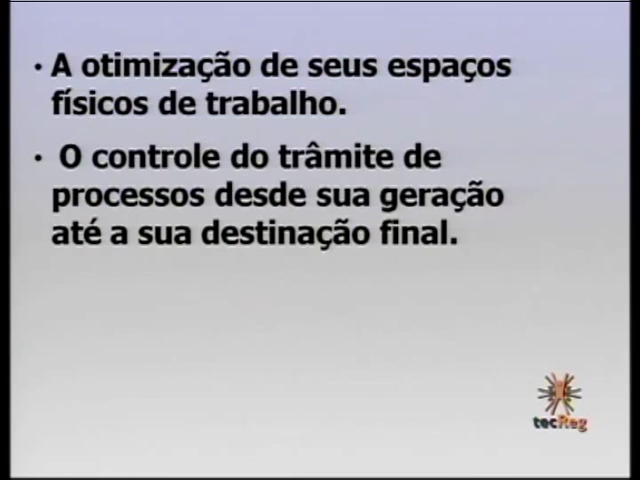 • A otimização de seus espaços
físicos de trabalho.
• O controle do trâmite de
processos desde sua geração
até a sua destinação final.
tecReg